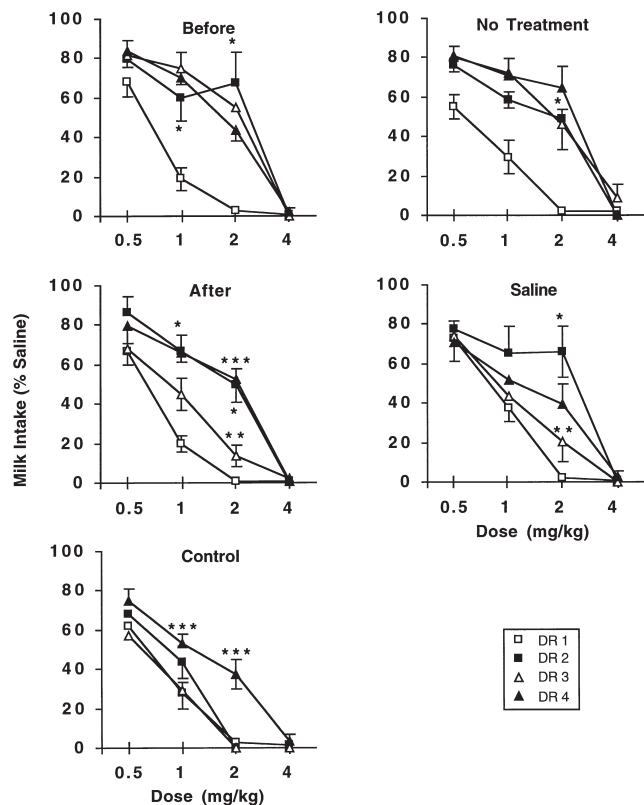 Before
100
80
60
40
20
0
0.5 1 2 4
*
*
No Treatment
100
80
60
40
20
0
0.5 1 2 4
*
Milk Intake (% Saline)
After
100
80
60
40
20
0
0.5 1 2 4
*
***
*
**
Saline
100
80
60
40
20
0
0.5 1 2 4
Dose (mg/kg)
*
**
Control
100
80
60
40
20
0
0.5 1 2 4
Dose (mg/kg)
***
***
DR 1
DR 2
DR 3
DR 4